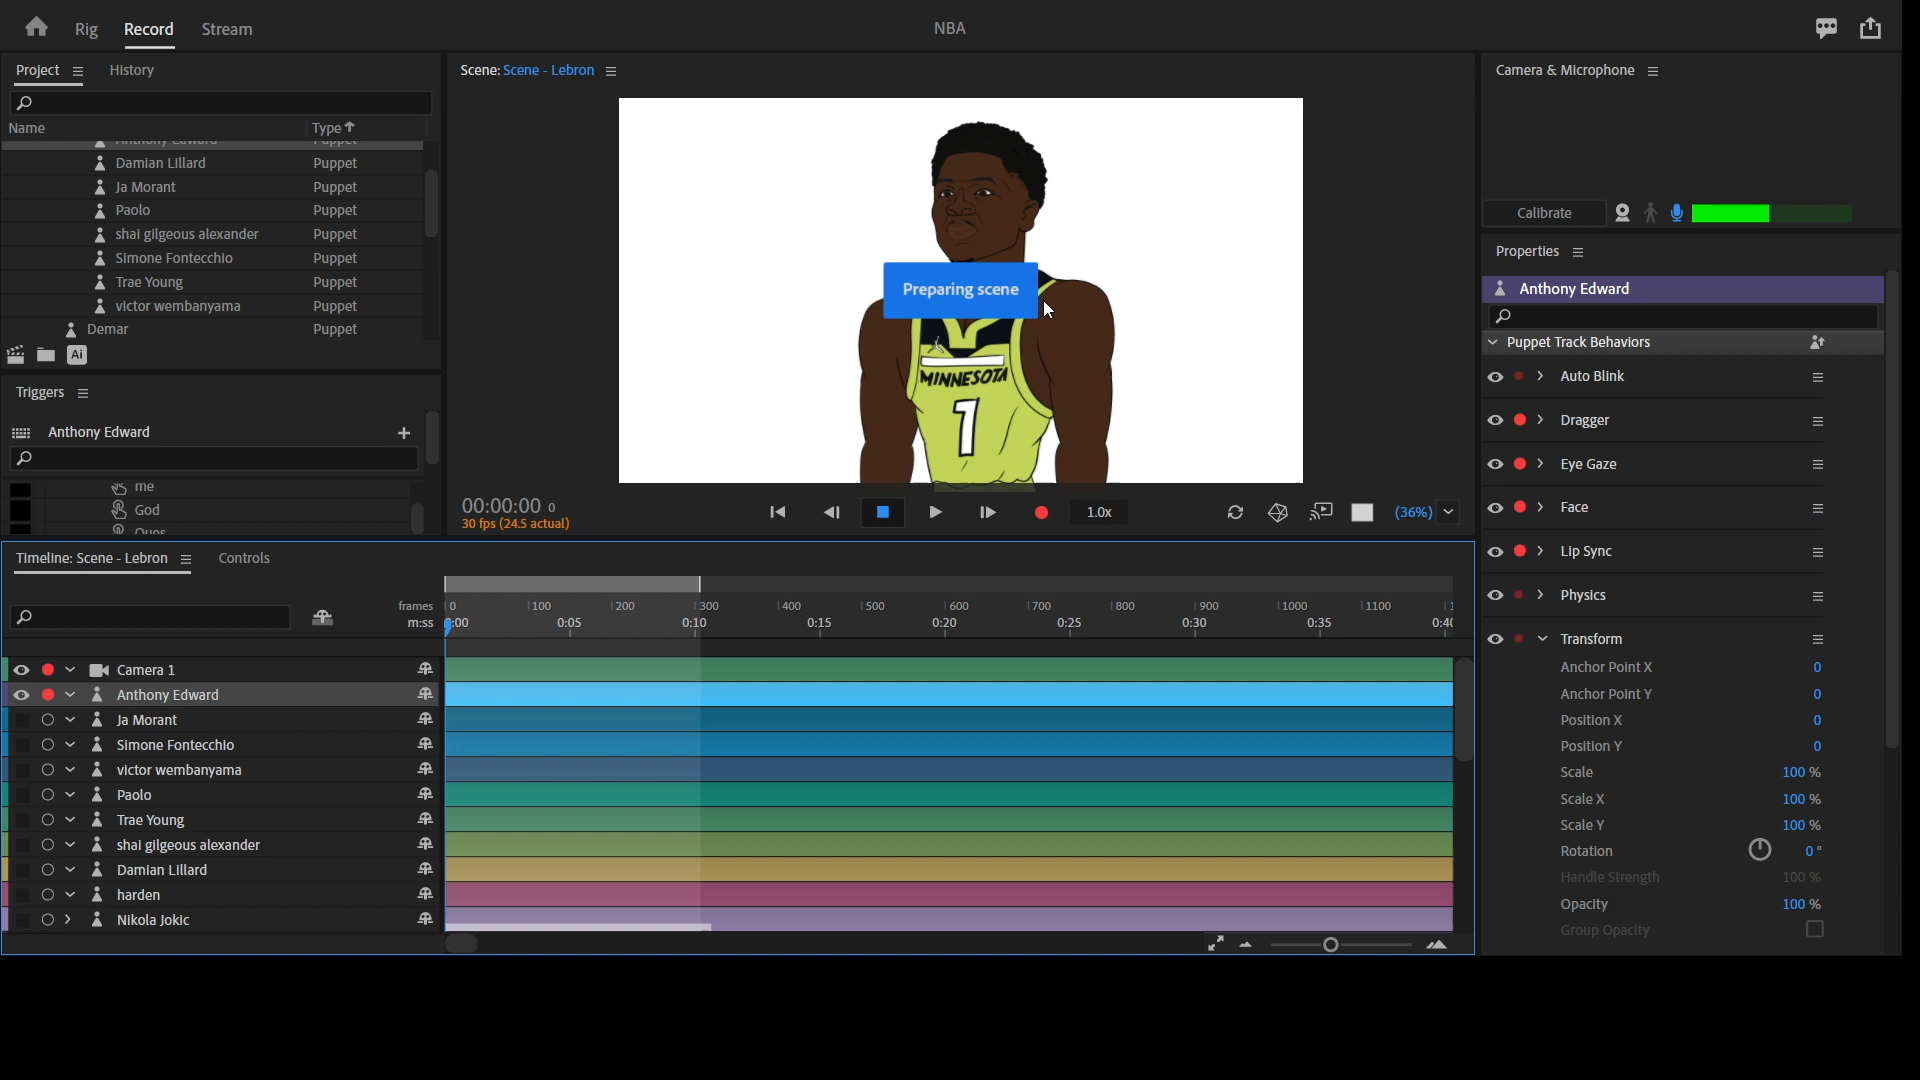 Rig
Record
Stream
NBA
Project
History
Name
Type
Anthony Edward Puppet
Damian Lillard Puppet
Ja Morant Puppet
Paolo Puppet
shai gilgeous alexander Puppet
Simone Fontecchio Puppet
Trae Young Puppet
victor wembanyama Puppet
Demar Puppet
Ai
Triggers
Anthony Edward
me
God
Ques
Scene: Scene - Lebron
Preparing scene
MINNESOTA
1
00:00:00 0
30 fps (24.5 actual)
1.0x
(36%)
Timeline: Scene - Lebron
Controls
frames 0 100 200 300 400 500 600 700 800 900 1000 1100
m:ss 0:00 0:05 0:10 0:15 0:20 0:25 0:30 0:35
Camera 1
Anthony Edward
Ja Morant
Simone Fontecchio
victor wembanyama
Paolo
Trae Young
shai gilgeous alexander
Damian Lillard
harden
Nikola Jokic
Camera & Microphone
Calibrate
Properties
Anthony Edward
Puppet Track Behaviors
Auto Blink
Dragger
Eye Gaze
Face
Lip Sync
Physics
Transform
Anchor Point X 0
Anchor Point Y 0
Position X 0
Position Y 0
Scale 100 %
Scale X 100 %
Scale Y 100 %
Rotation 0 °
Handle Strength 100 %
Opacity 100 %
Group Opacity